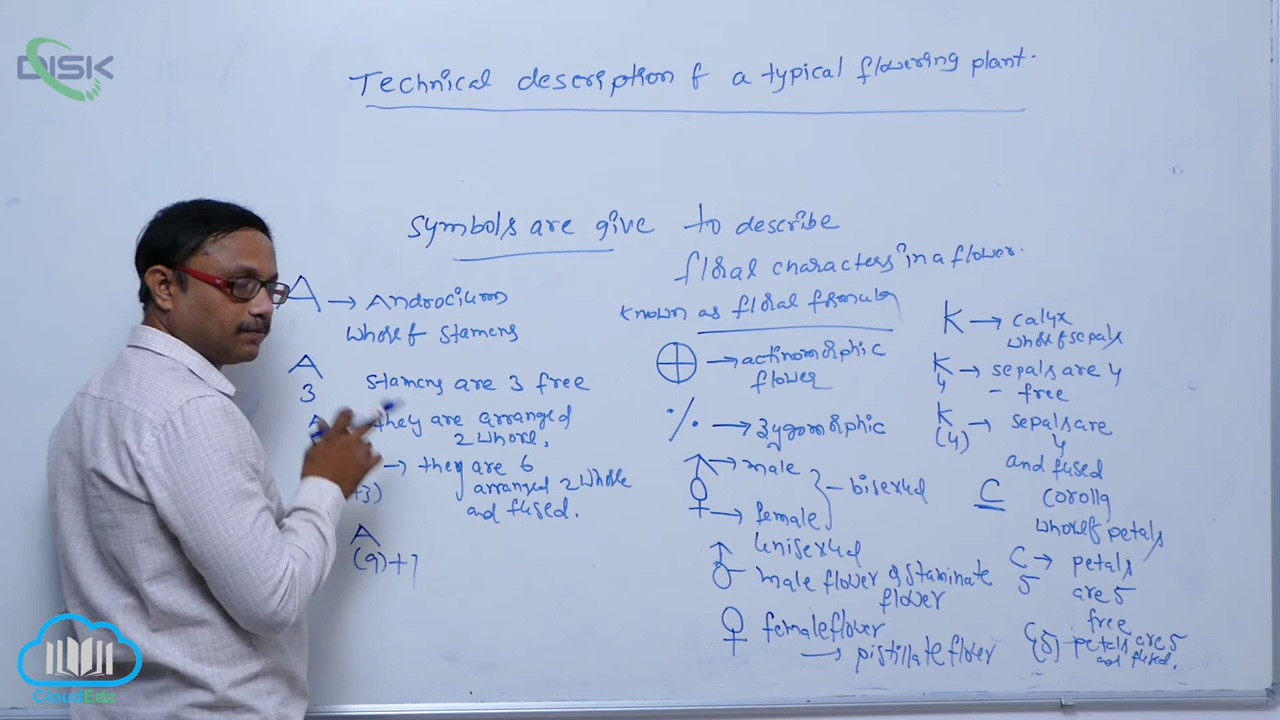 DISK
Technical description of a typical flowering plant.
Symbols are give to describe
floral characters in a flower.
known as floral formula
A → Androcium
whorl of stamens
A
3
stamens are 3 free
A
they are arranged
2 whorl,
+3)
→ they are 6
arranged 2 whorl
and fused.
A
(9)+1
⊕ → actinomorphic
flower
% → zygomorphic
→ male
→ female
} – bisexual
unisexual
♂ male flower or staminate
flower
♀ female flower
→ pistillate flower
K → calyx
whorl of sepals
K
4
→ sepals are 4
– free
K
(4)
→ sepals are
4
and fused
C
corolla
whorl of petals
C
5
→ petals
are 5
free
C
(5)
petals are 5
and fused.
CloudEdz